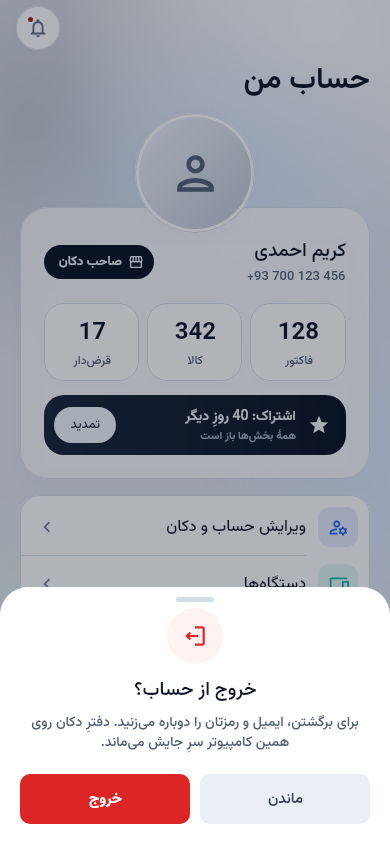 حساب من
کریم احمدی
+93 700 123 456
صاحب دکان
128
فاکتور
342
کالا
17
قرض‌دار
اشتراک: 40 روزِ دیگر
همهٔ بخش‌ها باز است
تمدید
ویرایش حساب و دکان
دستگاه‌ها
خروج از حساب؟
برای برگشتن، ایمیل و رمزتان را دوباره می‌زنید. دفترِ دکان روی
همین کامپیوتر سرِ جایش می‌ماند.
ماندن
خروج